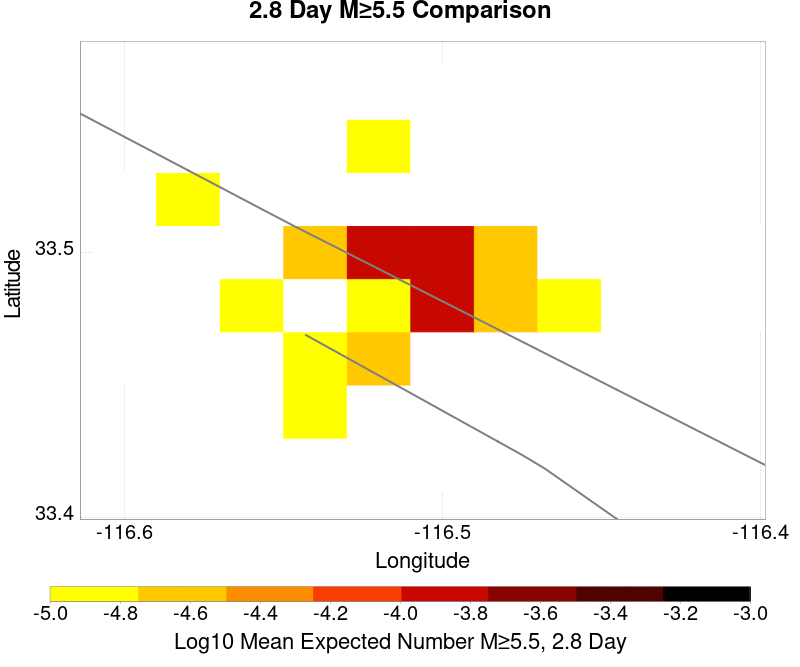 2.8 Day M≥5.5 Comparison
Latitude
33.5
33.4
-116.6 -116.5 -116.4
Longitude
-5.0 -4.8 -4.6 -4.4 -4.2 -4.0 -3.8 -3.6 -3.4 -3.2 -3.0
Log10 Mean Expected Number M≥5.5, 2.8 Day